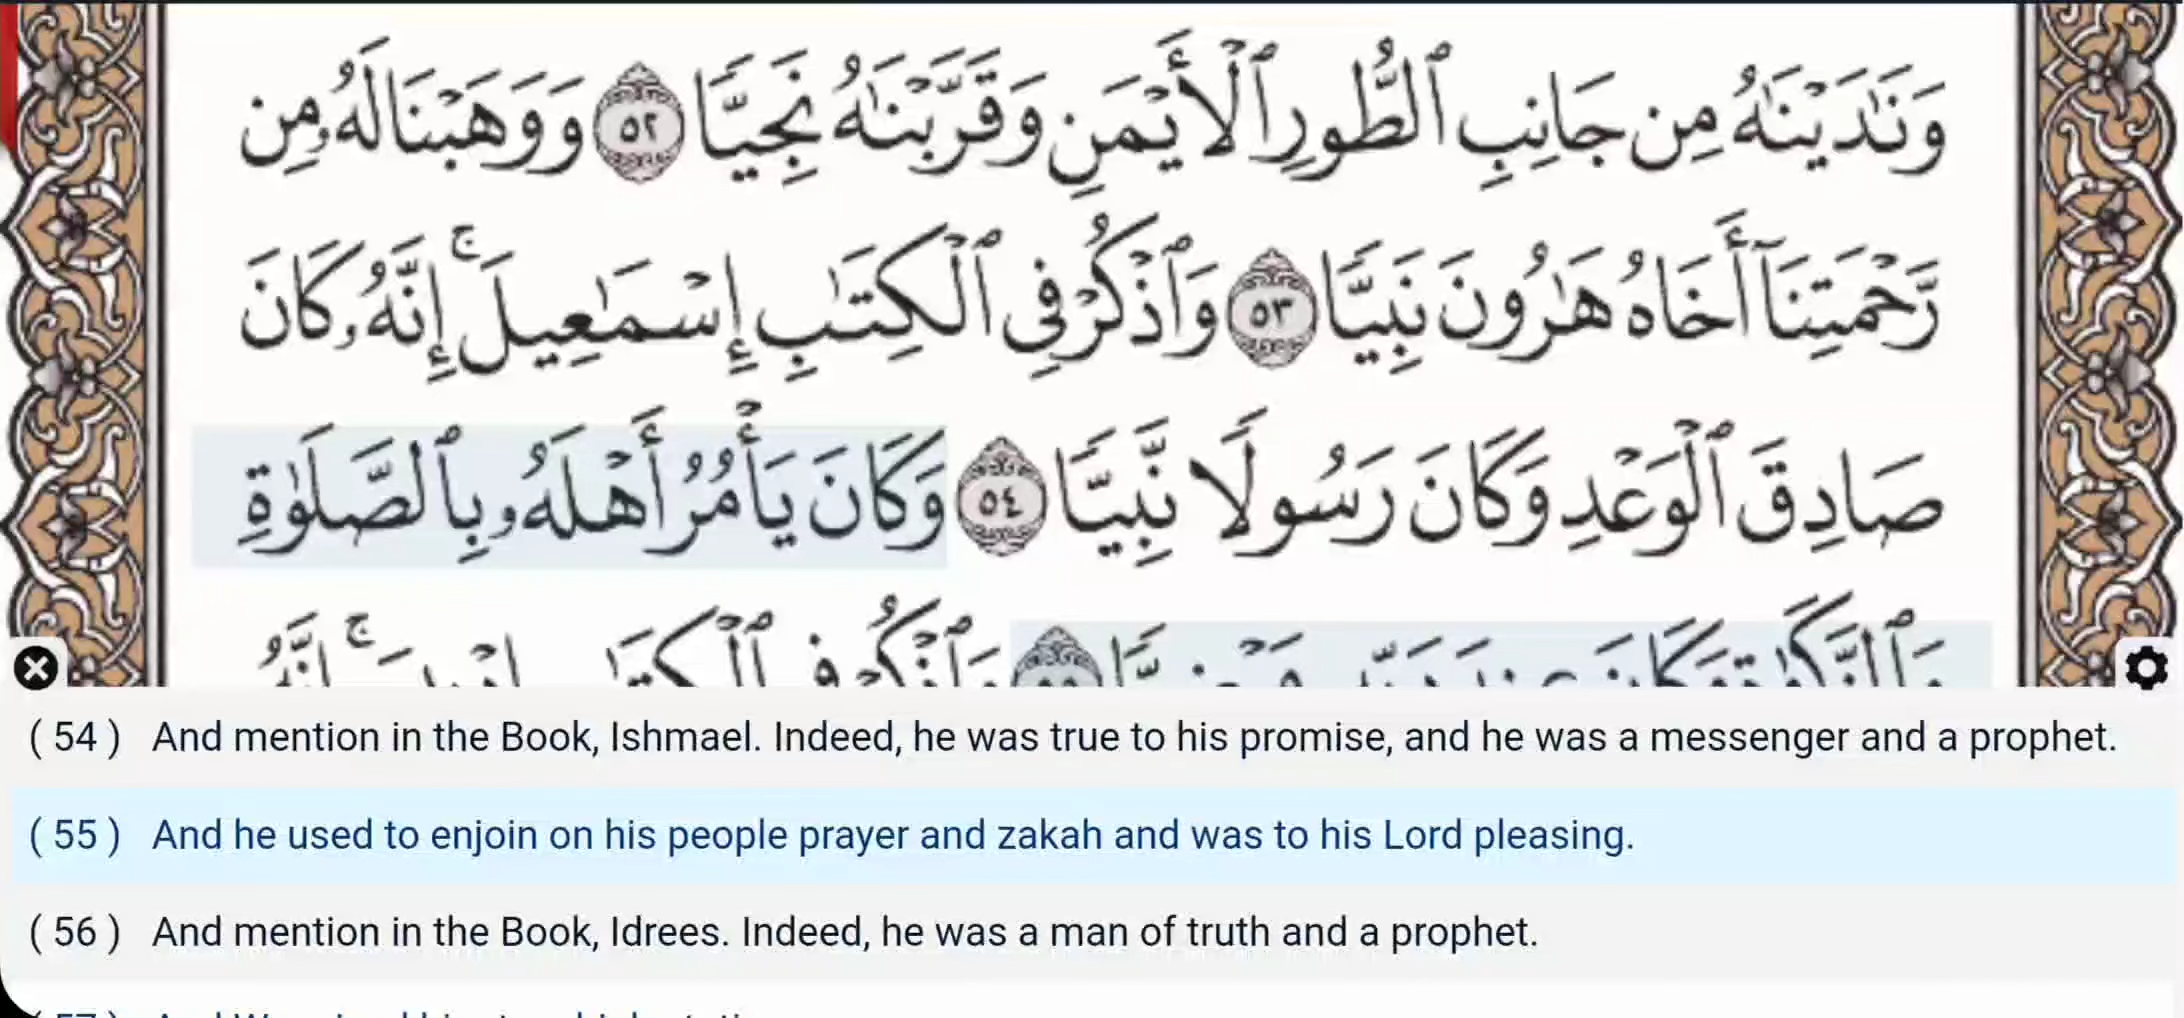 وَنَٰدَيۡنَٰهُ مِن جَانِبِ ٱلطُّورِ ٱلۡأَيۡمَنِ وَقَرَّبۡنَٰهُ نَجِيّٗا ٥٢ وَوَهَبۡنَا لَهُۥ مِن
رَّحۡمَتِنَآ أَخَاهُ هَٰرُونَ نَبِيّٗا ٥٣ وَٱذۡكُرۡ فِي ٱلۡكِتَٰبِ إِسۡمَٰعِيلَۚ إِنَّهُۥ كَانَ
صَادِقَ ٱلۡوَعۡدِ وَكَانَ رَسُولٗا نَّبِيّٗا ٥٤ وَكَانَ يَأۡمُرُ أَهۡلَهُۥ بِٱلصَّلَوٰةِ
( 54 ) And mention in the Book, Ishmael. Indeed, he was true to his promise, and he was a messenger and a prophet.
( 55 ) And he used to enjoin on his people prayer and zakah and was to his Lord pleasing.
( 56 ) And mention in the Book, Idrees. Indeed, he was a man of truth and a prophet.